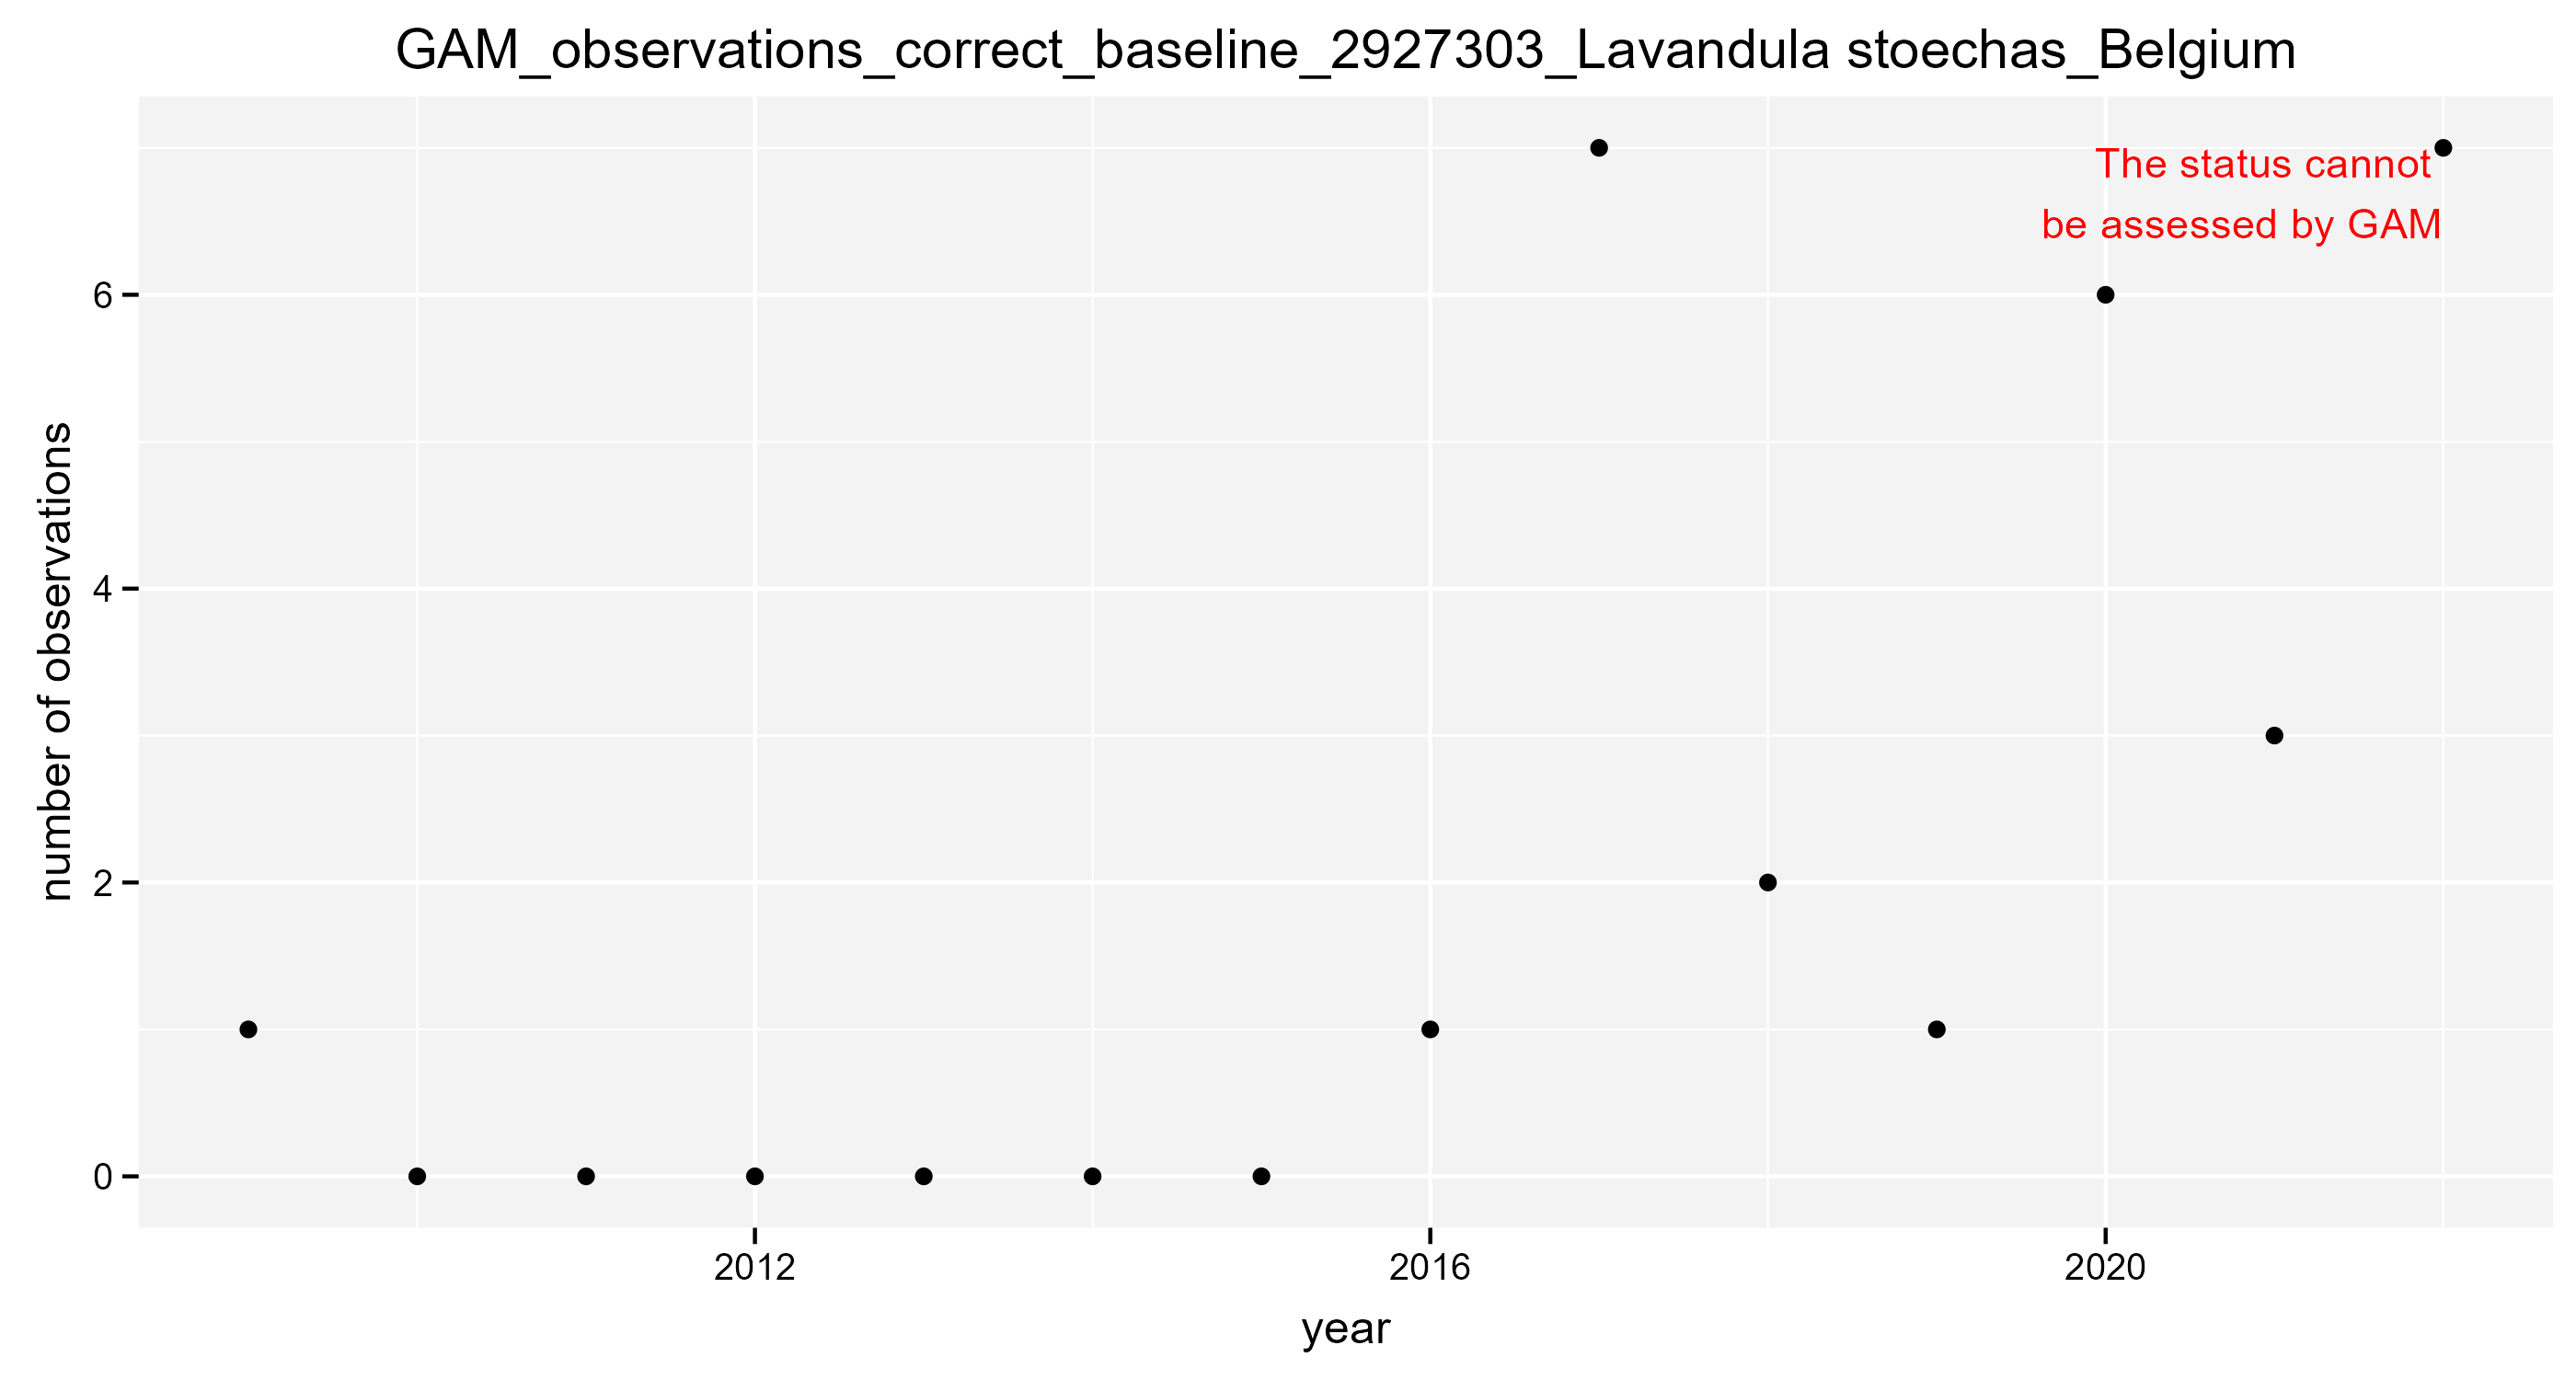 GAM_observations_correct_baseline_2927303_Lavandula stoechas_Belgium
The status cannot
be assessed by GAM
number of observations
6
4
2
0
2012
2016
2020
year